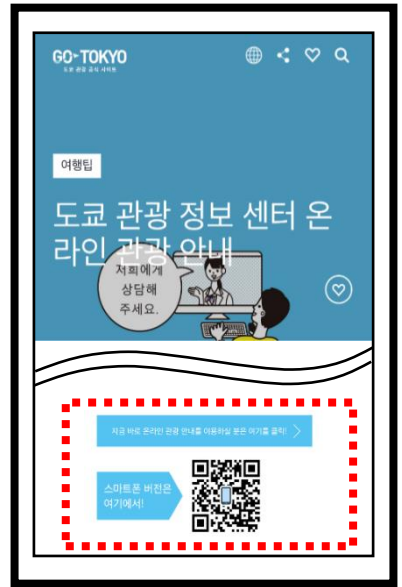 GO TOKYO
도쿄 관광 공식 사이트
여행팁
도쿄 관광 정보 센터 온
라인 관광 안내
저희에게
상담해
주세요.
지금 바로 온라인 관광 안내를 이용하실 분은 여기를 클릭!
스마트폰 버전은
여기에서!